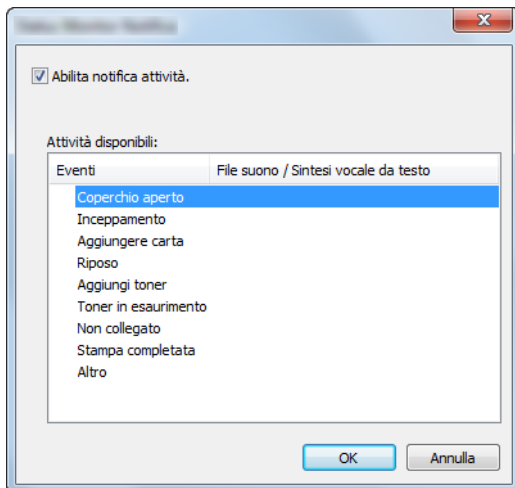 Abilita notifica attività.
Attività disponibili:
Eventi File suono / Sintesi vocale da testo
Coperchio aperto
Inceppamento
Aggiungere carta
Riposo
Aggiungi toner
Toner in esaurimento
Non collegato
Stampa completata
Altro
OK Annulla